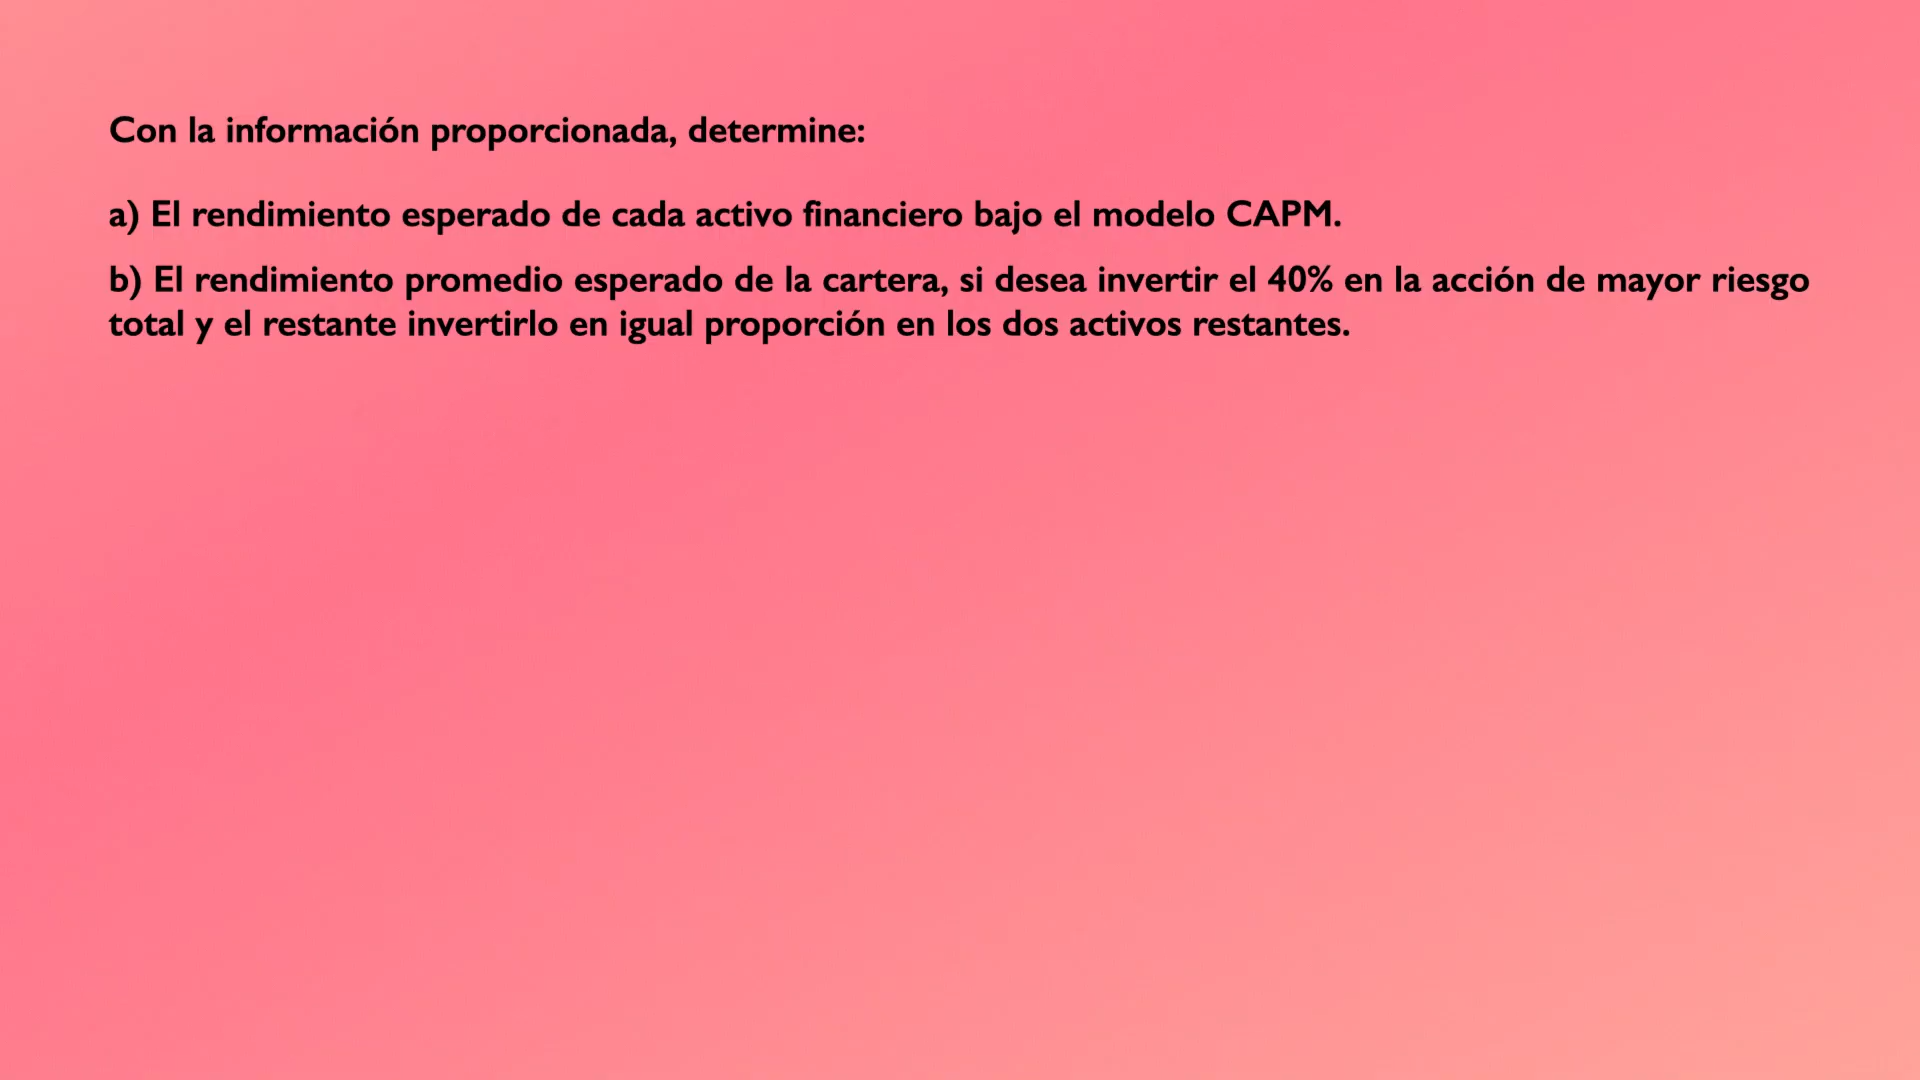 Con la información proporcionada, determine:
a) El rendimiento esperado de cada activo financiero bajo el modelo CAPM.
b) El rendimiento promedio esperado de la cartera, si desea invertir el 40% en la acción de mayor riesgo
total y el restante invertirlo en igual proporción en los dos activos restantes.